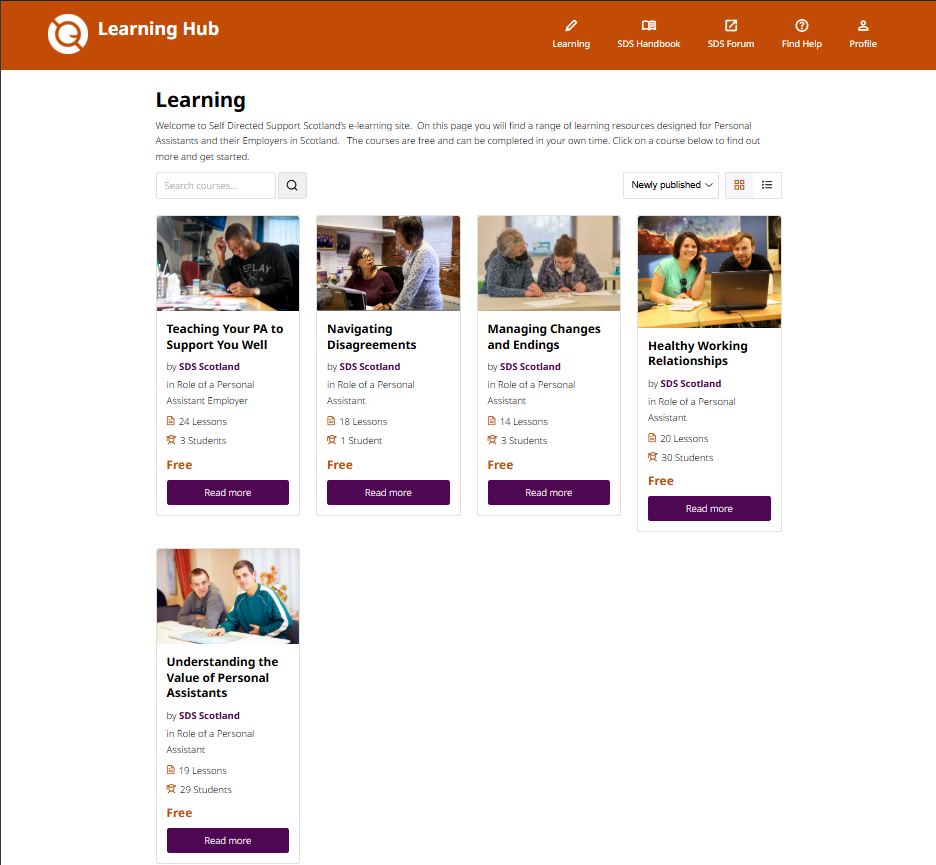 Learning Hub
Learning
SDS Handbook
SDS Forum
Find Help
Profile
Learning
Welcome to Self Directed Support Scotland's e-learning site. On this page you will find a range of learning resources designed for Personal
Assistants and their Employers in Scotland. The courses are free and can be completed in your own time. Click on a course below to find out
more and get started.
Search courses...
Newly published
Teaching Your PA to
Support You Well
by SDS Scotland
in Role of a Personal
Assistant Employer
24 Lessons
3 Students
Free
Read more
Navigating
Disagreements
by SDS Scotland
in Role of a Personal
Assistant
18 Lessons
1 Student
Free
Read more
Managing Changes
and Endings
by SDS Scotland
in Role of a Personal
Assistant
14 Lessons
3 Students
Free
Read more
Healthy Working
Relationships
by SDS Scotland
in Role of a Personal
Assistant
20 Lessons
30 Students
Free
Read more
Understanding the
Value of Personal
Assistants
by SDS Scotland
in Role of a Personal
Assistant
19 Lessons
29 Students
Free
Read more